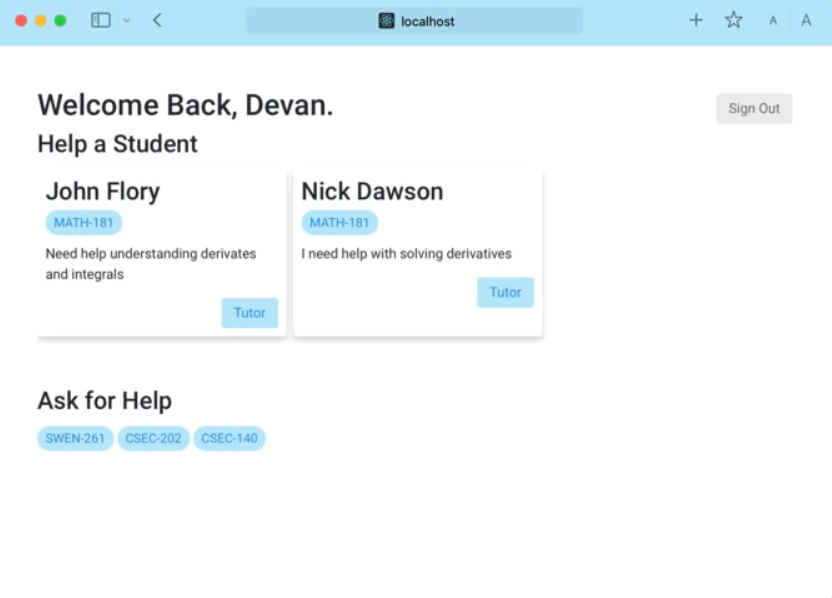 localhost
A A
Welcome Back, Devan.
Sign Out
Help a Student
John Flory
MATH-181
Need help understanding derivates
and integrals
Tutor
Nick Dawson
MATH-181
I need help with solving derivatives
Tutor
Ask for Help
SWEN-261 CSEC-202 CSEC-140